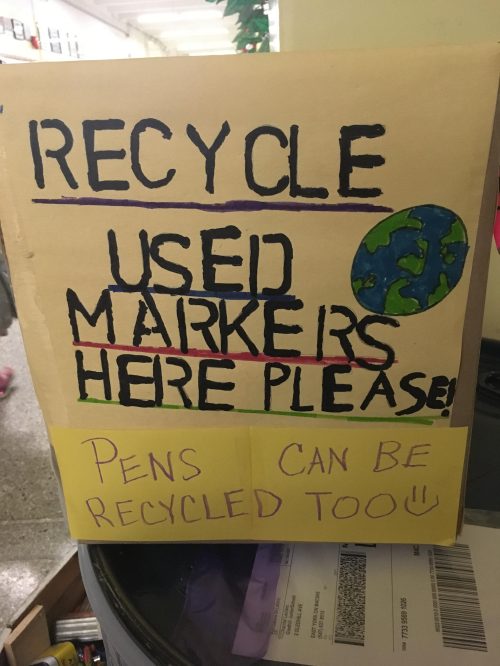 RECYCLE
USED
MARKERS
HERE PLEASE!
PENS CAN BE
RECYCLED TOO